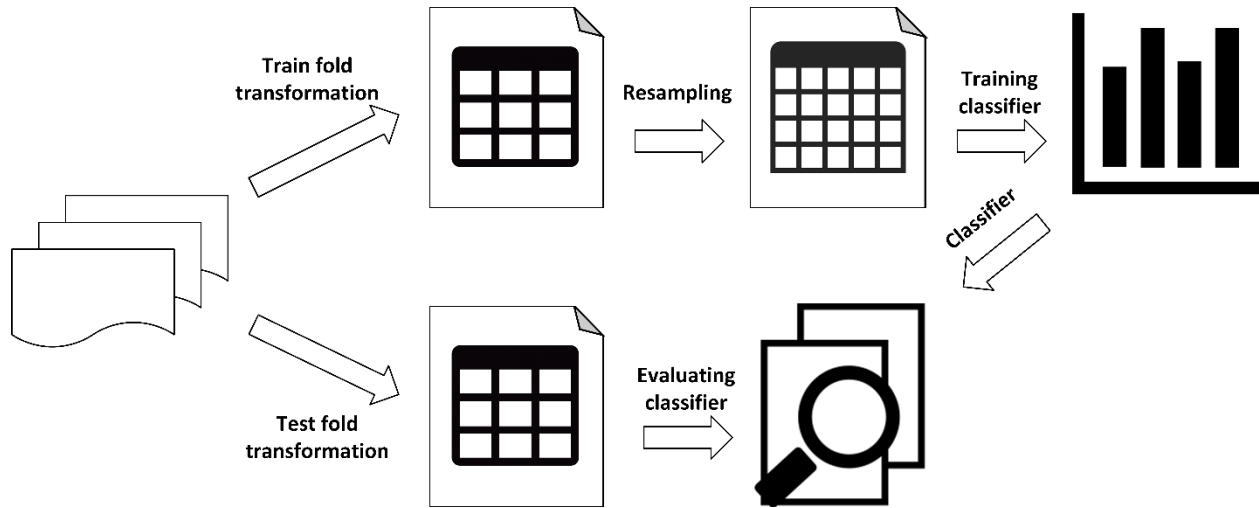 Train fold
transformation
Resampling
Training
classifier
Classifier
Test fold
transformation
Evaluating
classifier